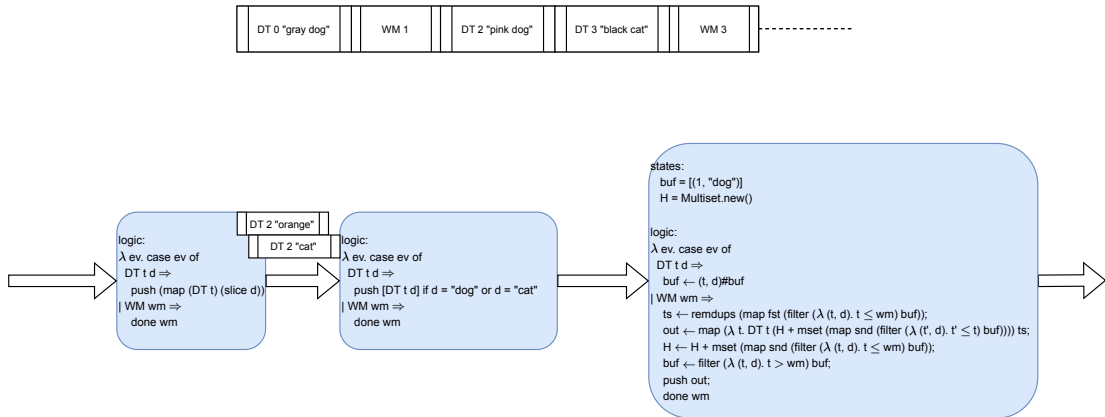 DT 0 "gray dog"
WM 1
DT 2 "pink dog"
DT 3 "black cat"
WM 3
DT 2 "orange"
DT 2 "cat"
logic:
λ ev. case ev of
DT t d ⇒
push (map (DT t) (slice d))
| WM wm ⇒
done wm
logic:
λ ev. case ev of
DT t d ⇒
push [DT t d] if d = "dog" or d = "cat"
| WM wm ⇒
done wm
states:
buf = [(1, "dog")]
H = Multiset.new()
logic:
λ ev. case ev of
DT t d ⇒
buf ← (t, d)#buf
| WM wm ⇒
ts ← remdups (map fst (filter (λ (t, d). t ≤ wm) buf));
out ← map (λ t. DT t (H + mset (map snd (filter (λ (t', d). t' ≤ t) buf)))) ts;
H ← H + mset (map snd (filter (λ (t, d). t ≤ wm) buf));
buf ← filter (λ (t, d). t > wm) buf;
push out;
done wm